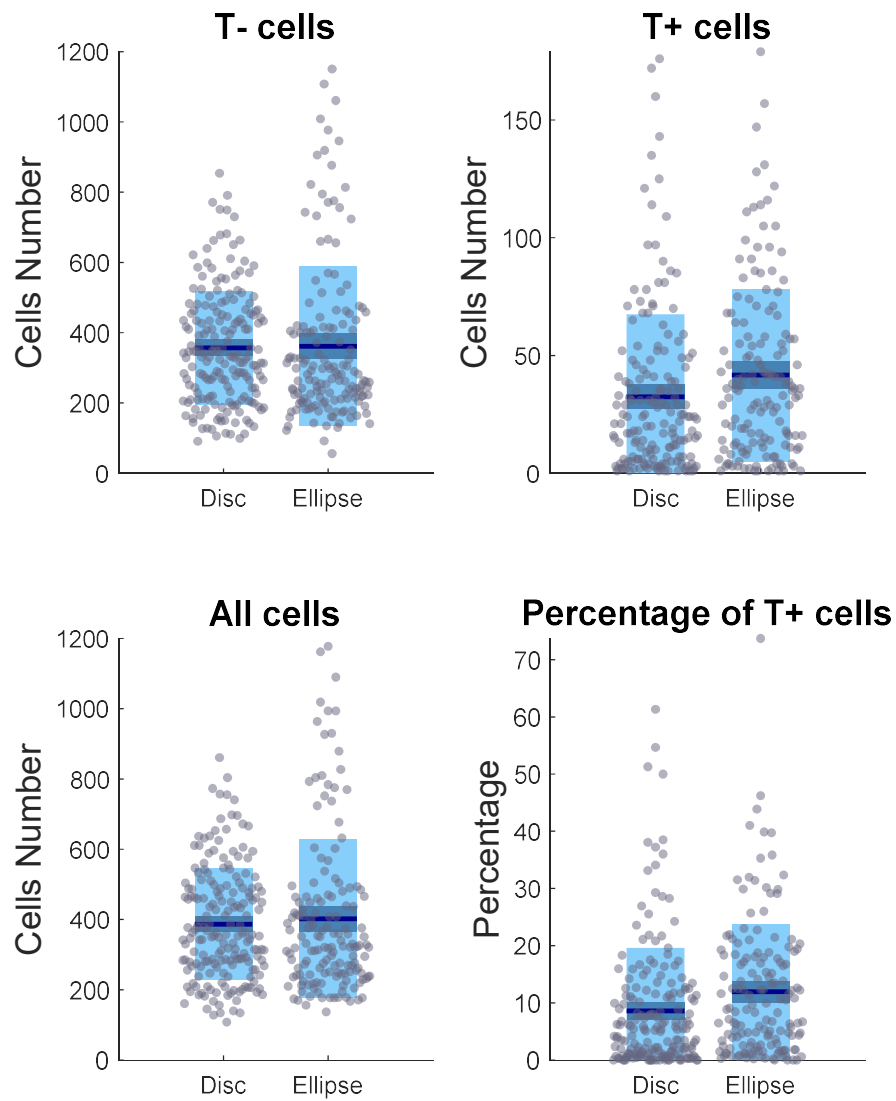 T- cells
Cells Number
1200
1000
800
600
400
200
0
Disc Ellipse
T+ cells
Cells Number
150
100
50
0
Disc Ellipse
All cells
Cells Number
1200
1000
800
600
400
200
0
Disc Ellipse
Percentage of T+ cells
Percentage
70
60
50
40
30
20
10
0
Disc Ellipse